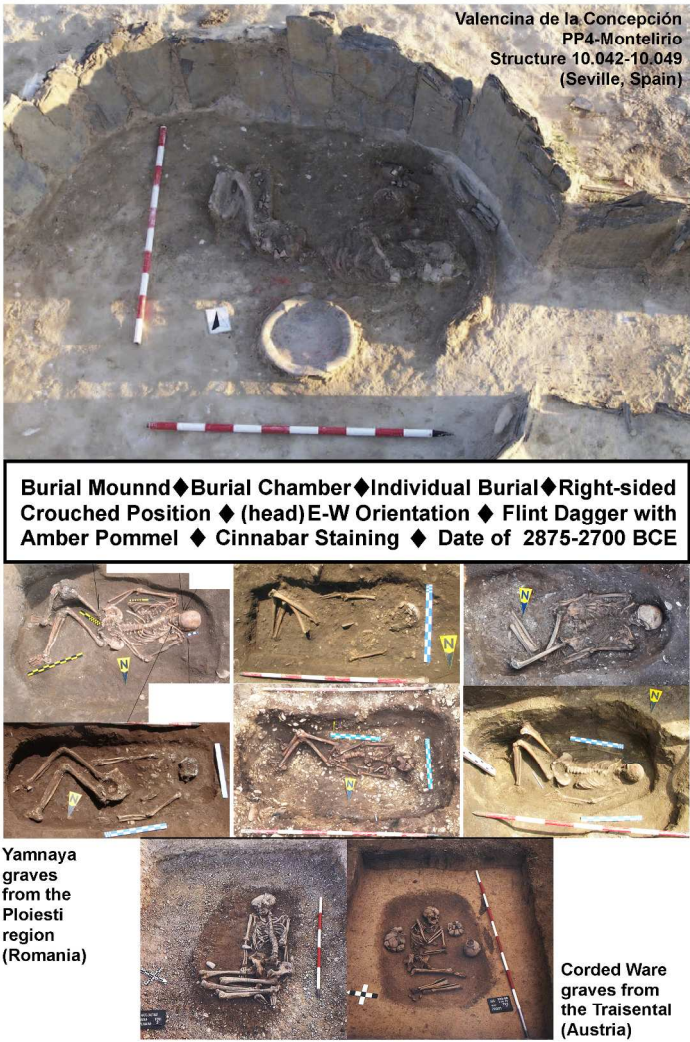 Valencina de la Concepción
PP4-Montelirio
Structure 10.042-10.049
(Seville, Spain)
Burial Mounnd♦Burial Chamber♦Individual Burial♦Right-sided
Crouched Position ♦ (head)E-W Orientation ♦ Flint Dagger with
Amber Pommel ♦ Cinnabar Staining ♦ Date of 2875-2700 BCE
N
N
N
N
N
N
Yamnaya
graves
from the
Ploiesti
region
(Romania)
Corded Ware
graves from
the Traisental
(Austria)